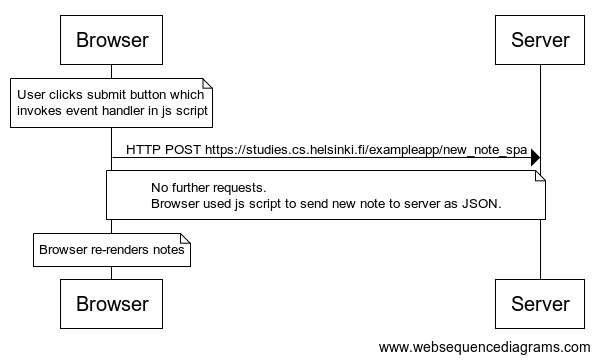 Browser
Server
User clicks submit button which
invokes event handler in js script
HTTP POST https://studies.cs.helsinki.fi/exampleapp/new_note_spa
No further requests.
Browser used js script to send new note to server as JSON.
Browser re-renders notes
Browser
Server
www.websequencediagrams.com